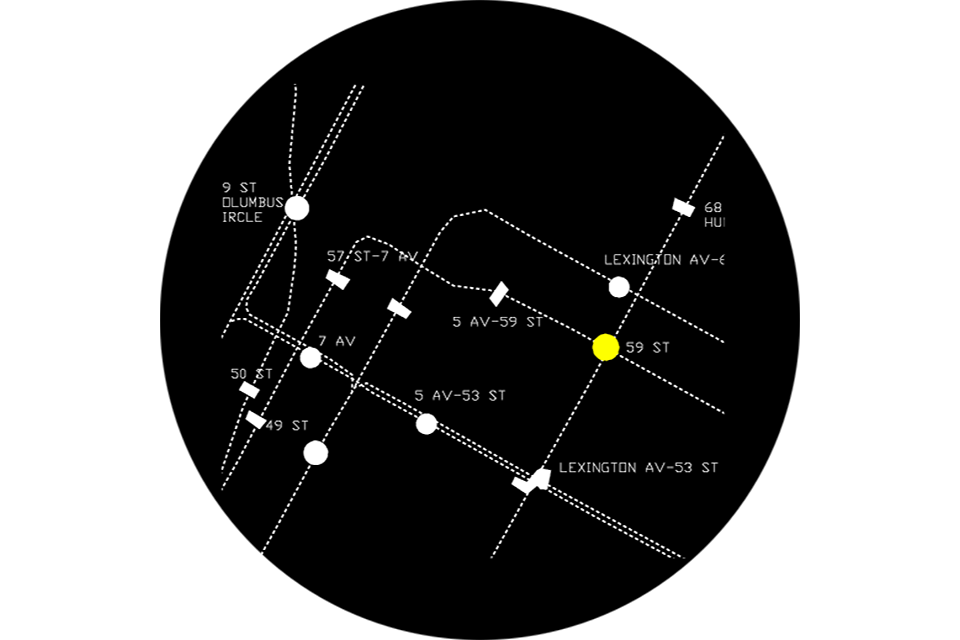 9 ST
OLUMBUS
IRCLE
68
HU
57 ST-7 AV
LEXINGTON AV-6
5 AV-59 ST
7 AV
59 ST
50 ST
5 AV-53 ST
49 ST
LEXINGTON AV-53 ST